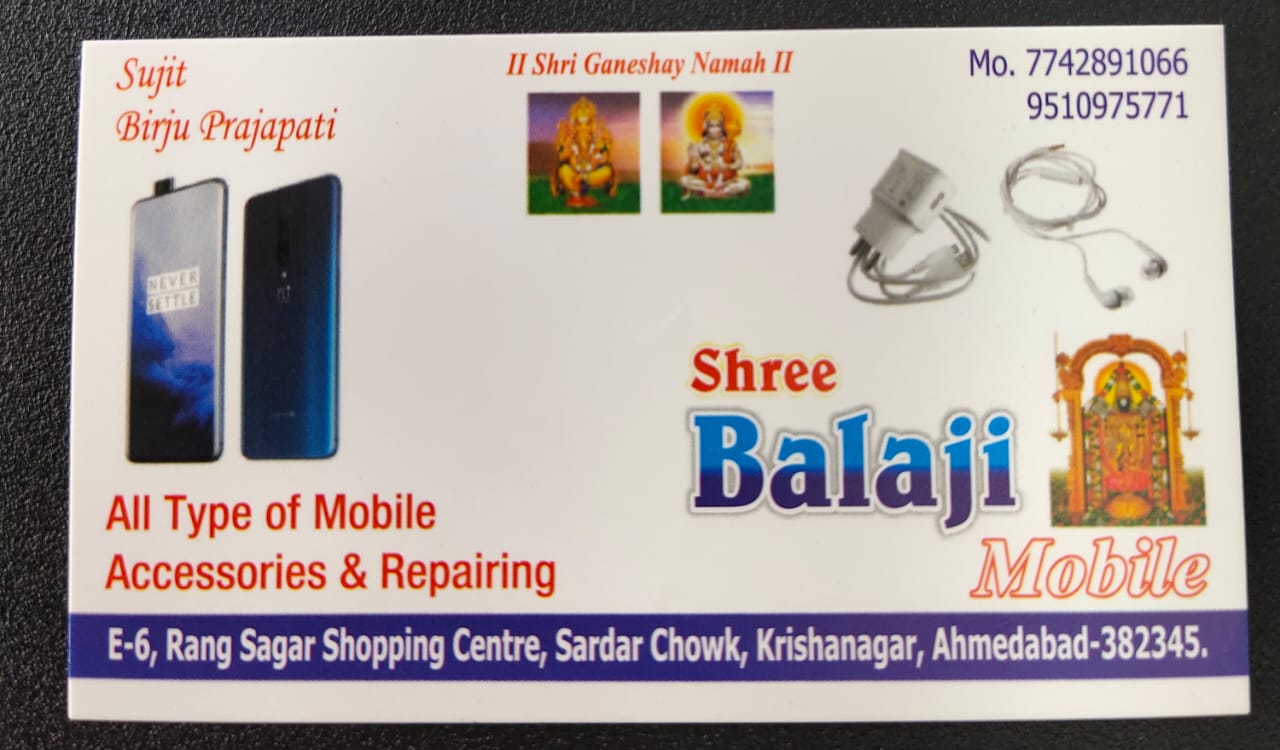 Sujit
Birju Prajapati
II Shri Ganeshay Namah II
Mo. 7742891066
9510975771
NEVER
SETTLE
Shree
Balaji
Mobile
All Type of Mobile
Accessories & Repairing
E-6, Rang Sagar Shopping Centre, Sardar Chowk, Krishanagar, Ahmedabad-382345.